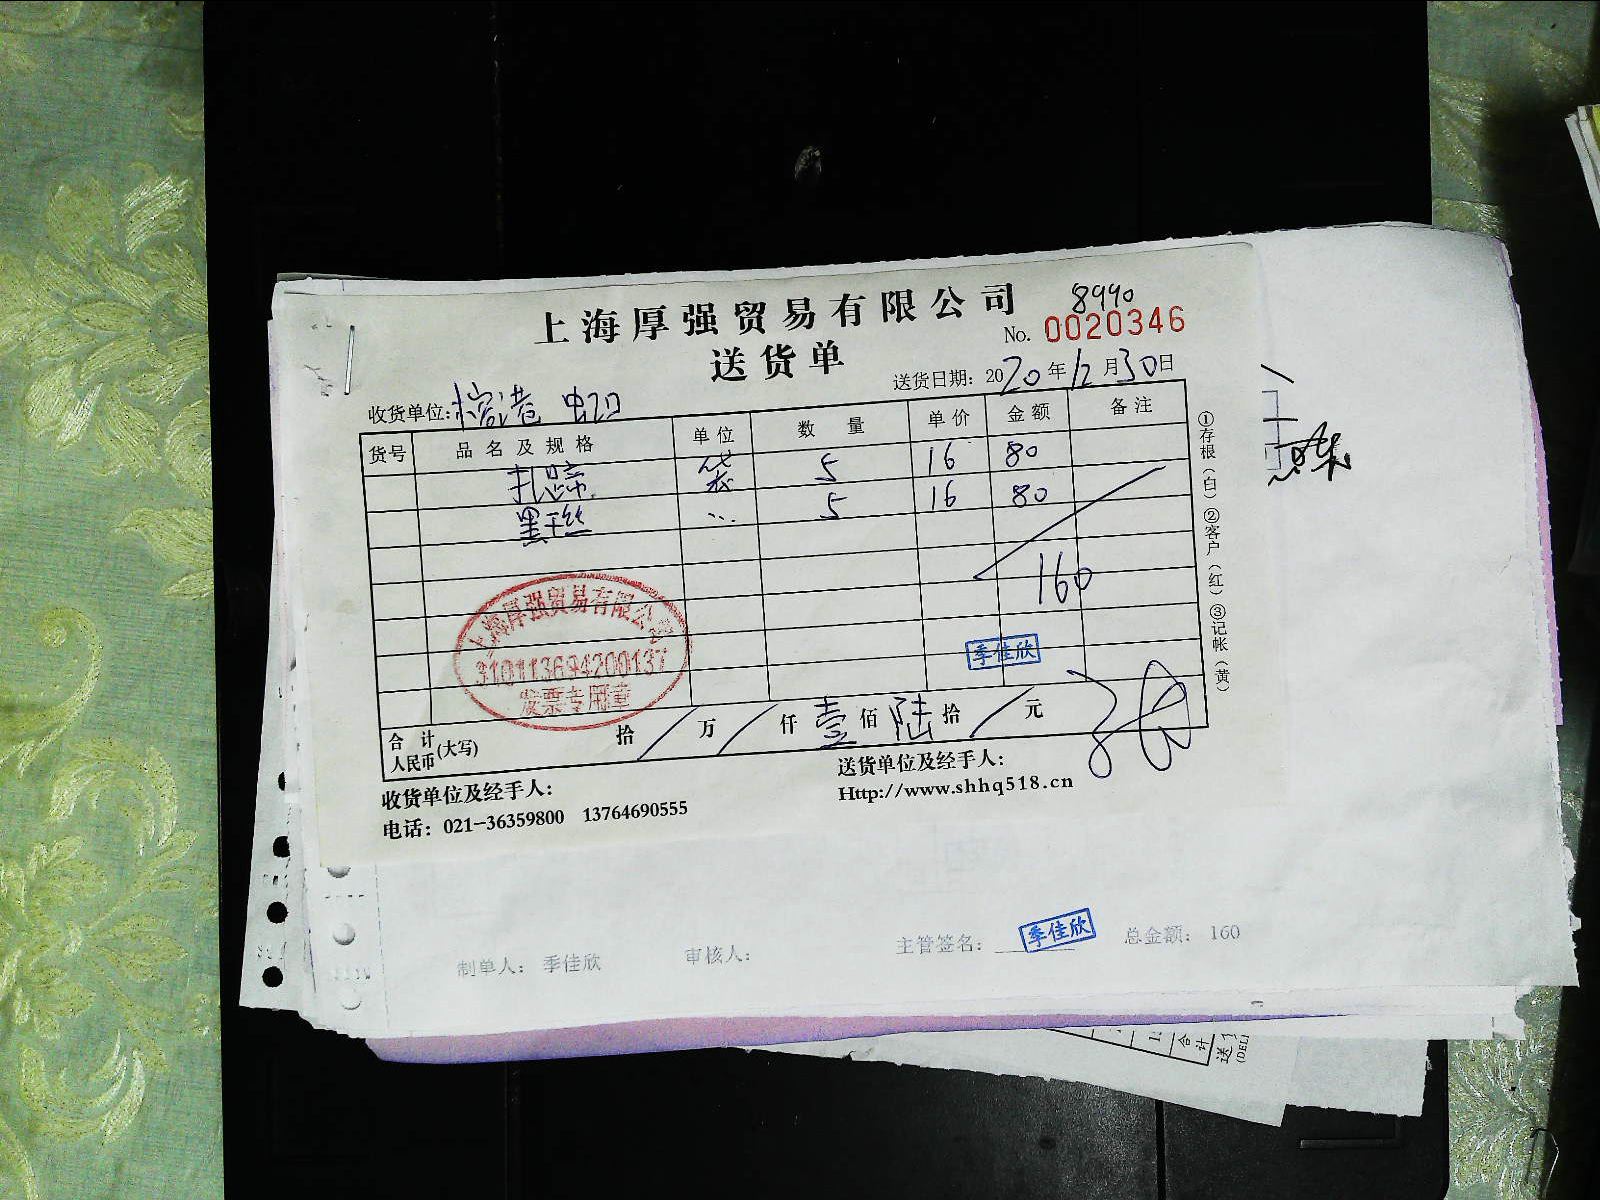 上海厚强贸易有限公司
8990
No. 0020346
送货单
送货日期：2020年12月30日
收货单位：
货号 品名及规格 单位 数量 单价 金额 备注
袋 5 16 80
黑干丝 … 5 16 80
160
季佳欣
上海厚强贸易有限公司
310113694200137
发票专用章
合计人民币(大写) 拾 / 万 / 仟 壹 佰 陆 拾 / 元
收货单位及经手人：
送货单位及经手人：
电话：021-36359800 13764690555
Http://www.shhq518.cn
①存根（白）②客户（红）③记帐（黄）
制单人： 季佳欣 审核人： 主管签名： 季佳欣 总金额： 160
合计
(DELI